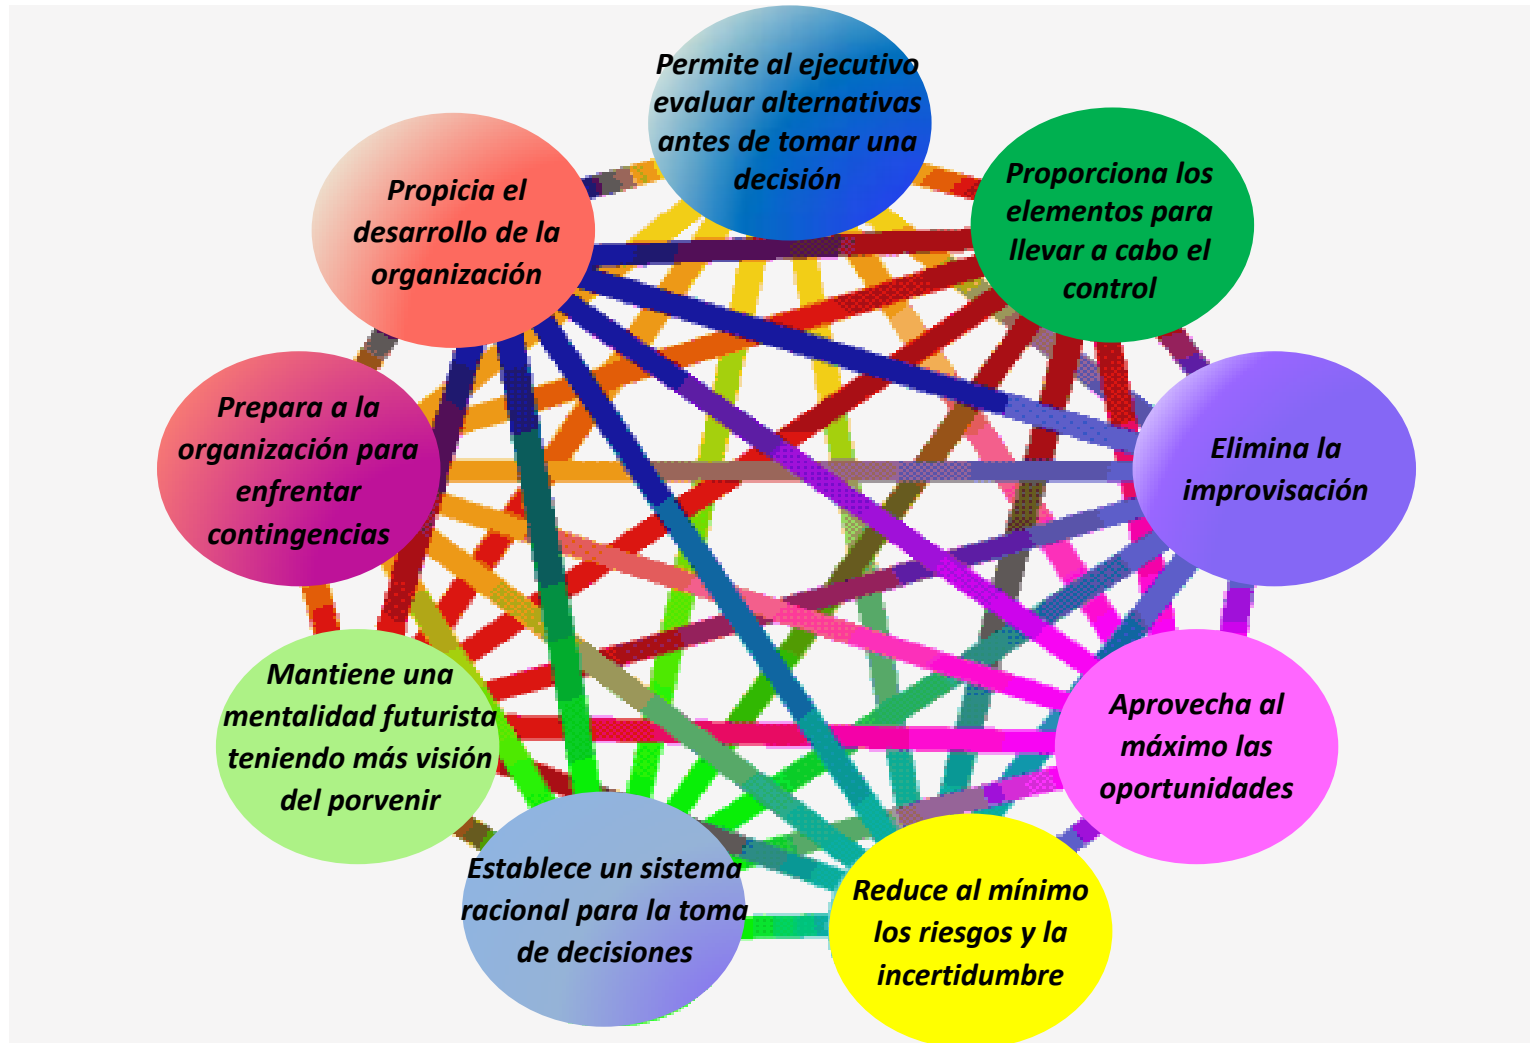 Permite al ejecutivo
evaluar alternativas
antes de tomar una
decisión
Proporciona los
elementos para
llevar a cabo el
control
Elimina la
improvisación
Aprovecha al
máximo las
oportunidades
Reduce al mínimo
los riesgos y la
incertidumbre
Establece un sistema
racional para la toma
de decisiones
Mantiene una
mentalidad futurista
teniendo más visión
del porvenir
Prepara a la
organización para
enfrentar
contingencias
Propicia el
desarrollo de la
organización